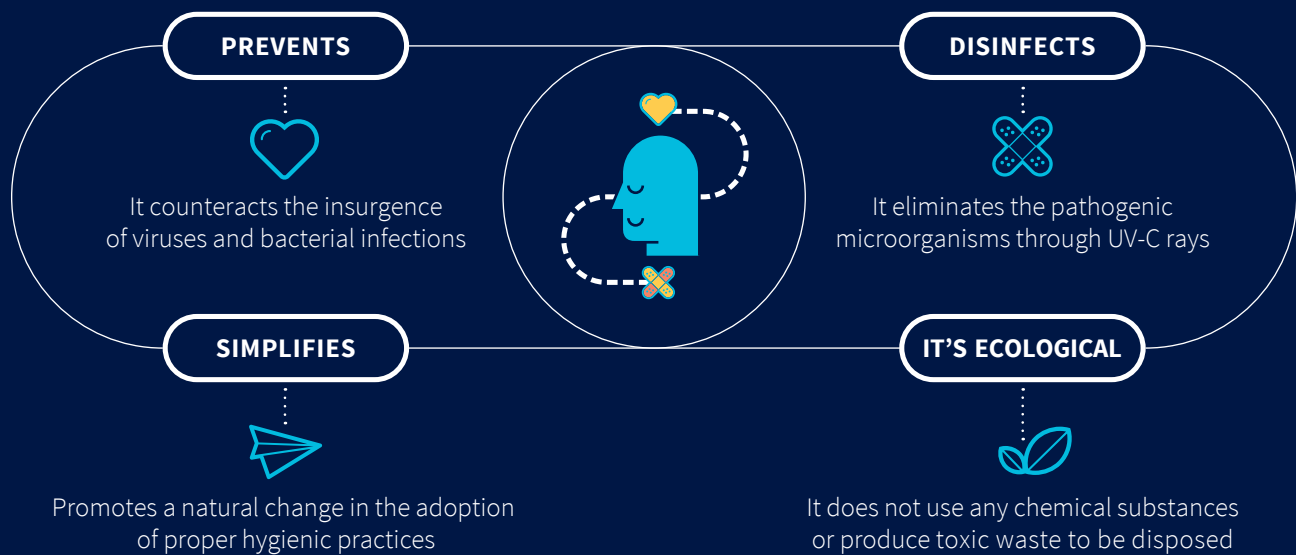 PREVENTS
It counteracts the insurgence
of viruses and bacterial infections
DISINFECTS
It eliminates the pathogenic
microorganisms through UV-C rays
SIMPLIFIES
Promotes a natural change in the adoption
of proper hygienic practices
IT’S ECOLOGICAL
It does not use any chemical substances
or produce toxic waste to be disposed